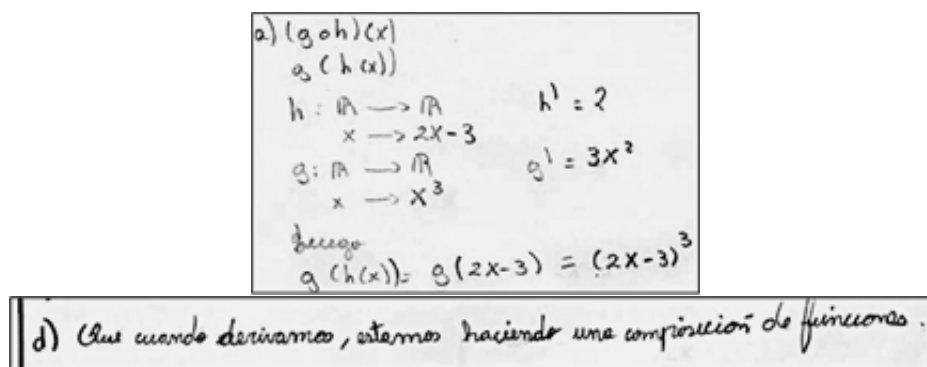 a) (g o h)(x)
g (h(x))
h: ℝ → ℝ h' = 2
x → 2x-3
g: ℝ → ℝ g' = 3x²
x → x³
Luego
g(h(x)) = g(2x-3) = (2x-3)³
d) Que cuando derivamos, estamos haciendo una composición de funciones.